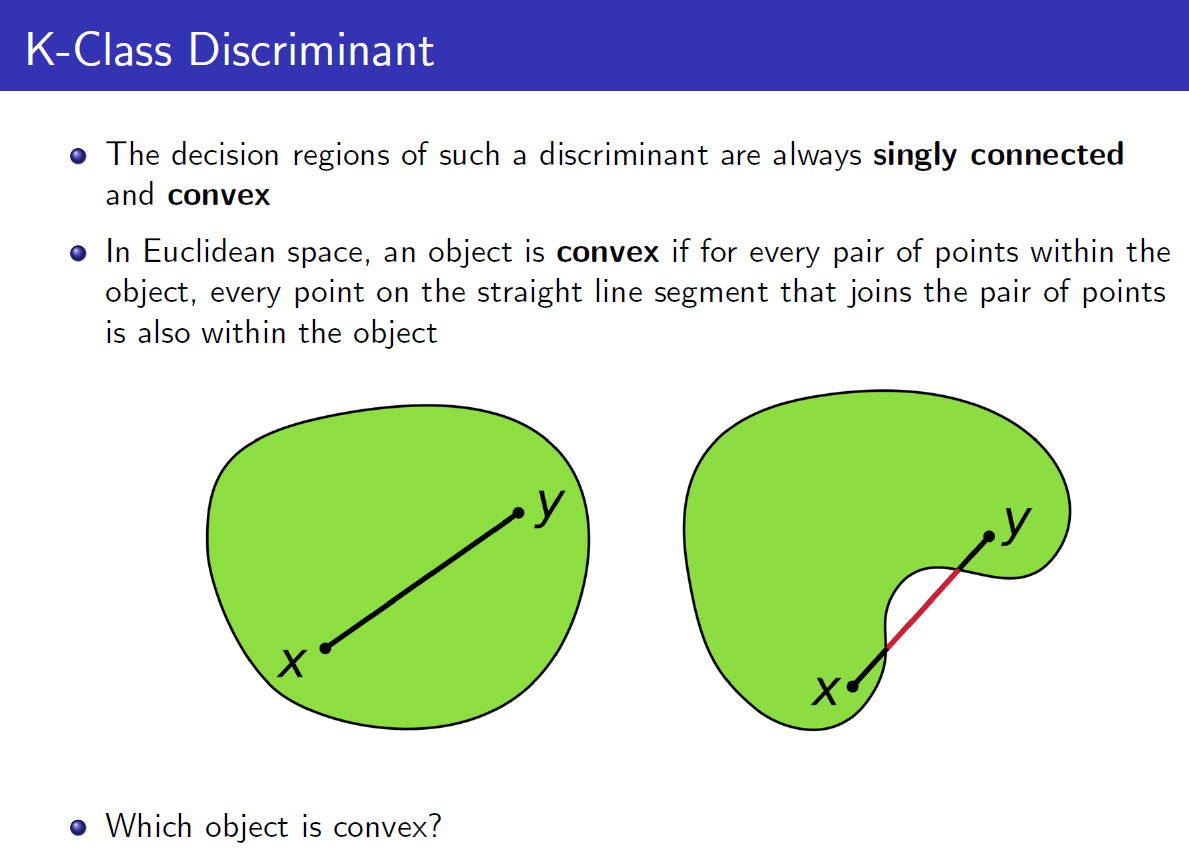 K-Class Discriminant
The decision regions of such a discriminant are always singly connected
and convex
In Euclidean space, an object is convex if for every pair of points within the
object, every point on the straight line segment that joins the pair of points
is also within the object
y
x
y
x
Which object is convex?